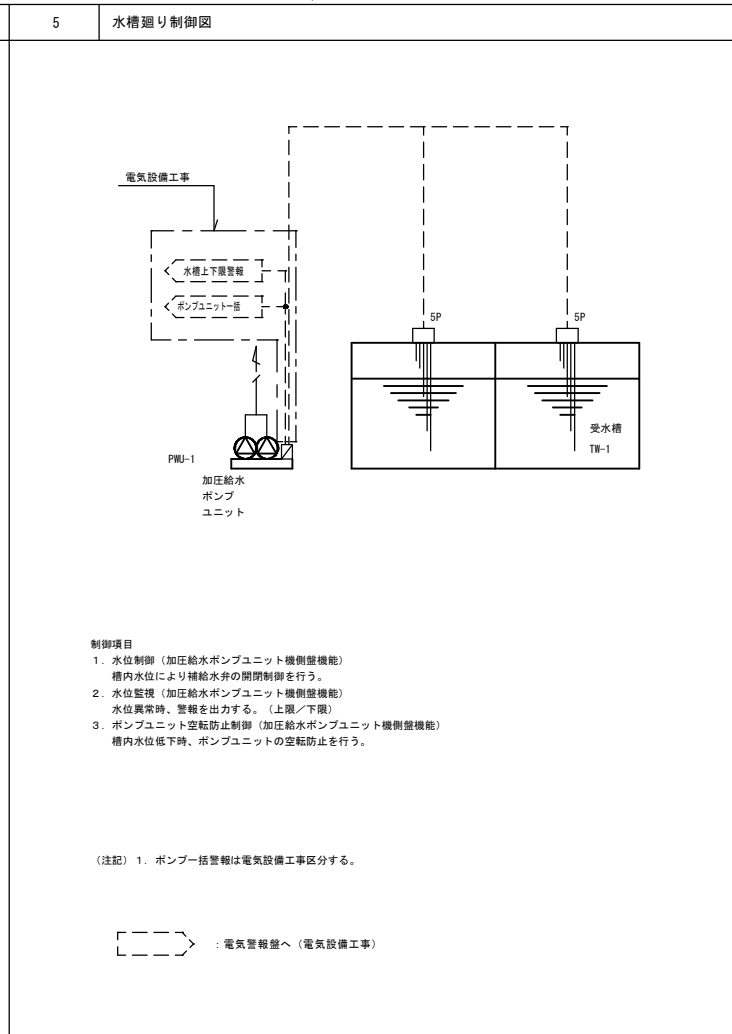 5 水槽廻り制御図
電気設備工事
水槽上下限警報
ポンプユニット一括
5P
5P
受水槽
TW-1
PWU-1
加圧給水
ポンプ
ユニット
制御項目
1．水位制御（加圧給水ポンプユニット機側盤機能）
槽内水位により補給水弁の開閉制御を行う。
2．水位監視（加圧給水ポンプユニット機側盤機能）
水位異常時、警報を出力する。（上限／下限）
3．ポンプユニット空転防止制御（加圧給水ポンプユニット機側盤機能）
槽内水位低下時、ポンプユニットの空転防止を行う。
（注記）1．ポンプ一括警報は電気設備工事区分する。
：電気警報盤へ（電気設備工事）